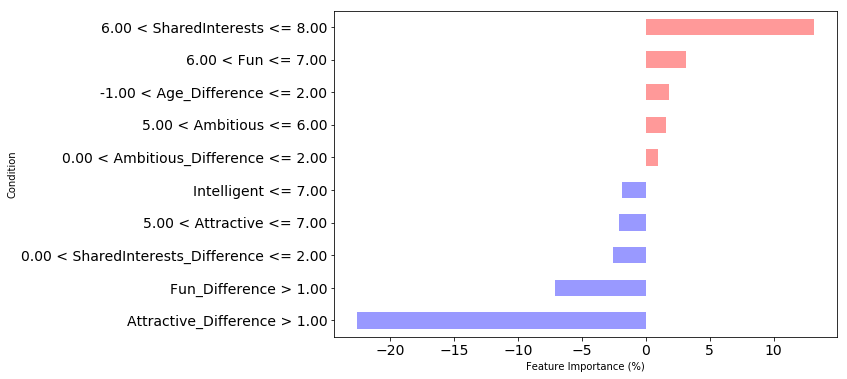 6.00 < SharedInterests <= 8.00
6.00 < Fun <= 7.00
-1.00 < Age_Difference <= 2.00
5.00 < Ambitious <= 6.00
0.00 < Ambitious_Difference <= 2.00
Intelligent <= 7.00
5.00 < Attractive <= 7.00
0.00 < SharedInterests_Difference <= 2.00
Fun_Difference > 1.00
Attractive_Difference > 1.00
Condition
−20 −15 −10 −5 0 5 10
Feature Importance (%)